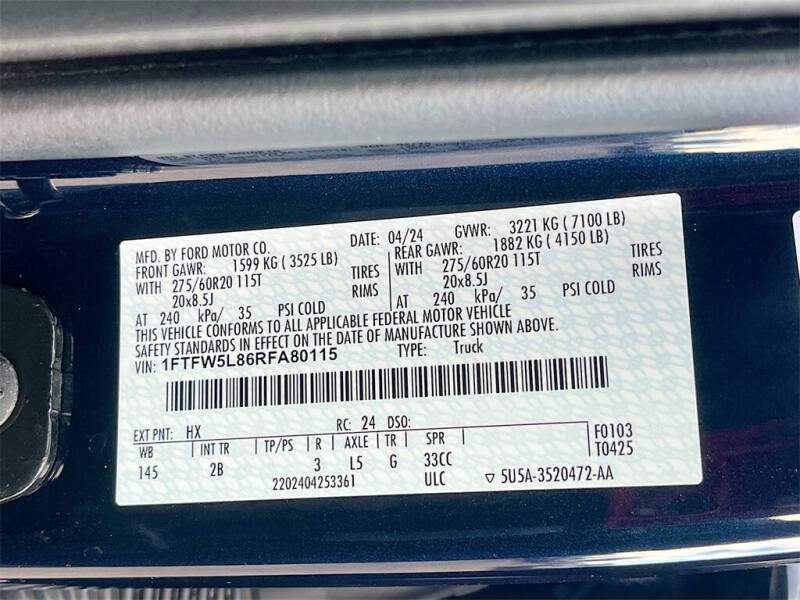 MFD. BY FORD MOTOR CO.
DATE: 04/24 GVWR: 3221 KG ( 7100 LB)
FRONT GAWR: 1599 KG ( 3525 LB) REAR GAWR: 1882 KG ( 4150 LB)
WITH 275/60R20 115T TIRES WITH 275/60R20 115T TIRES
20x8.5J RIMS 20x8.5J RIMS
AT 240 kPa/ 35 PSI COLD AT 240 kPa/ 35 PSI COLD
THIS VEHICLE CONFORMS TO ALL APPLICABLE FEDERAL MOTOR VEHICLE
SAFETY STANDARDS IN EFFECT ON THE DATE OF MANUFACTURE SHOWN ABOVE.
VIN: 1FTFW5L86RFA80115 TYPE: Truck
EXT PNT: HX RC: 24 DSO:
WB INT TR TP/PS R AXLE TR SPR F0103
145 2B 3 L5 G 33CC T0425
2202404253361 ULC ▽ 5U5A-3520472-AA